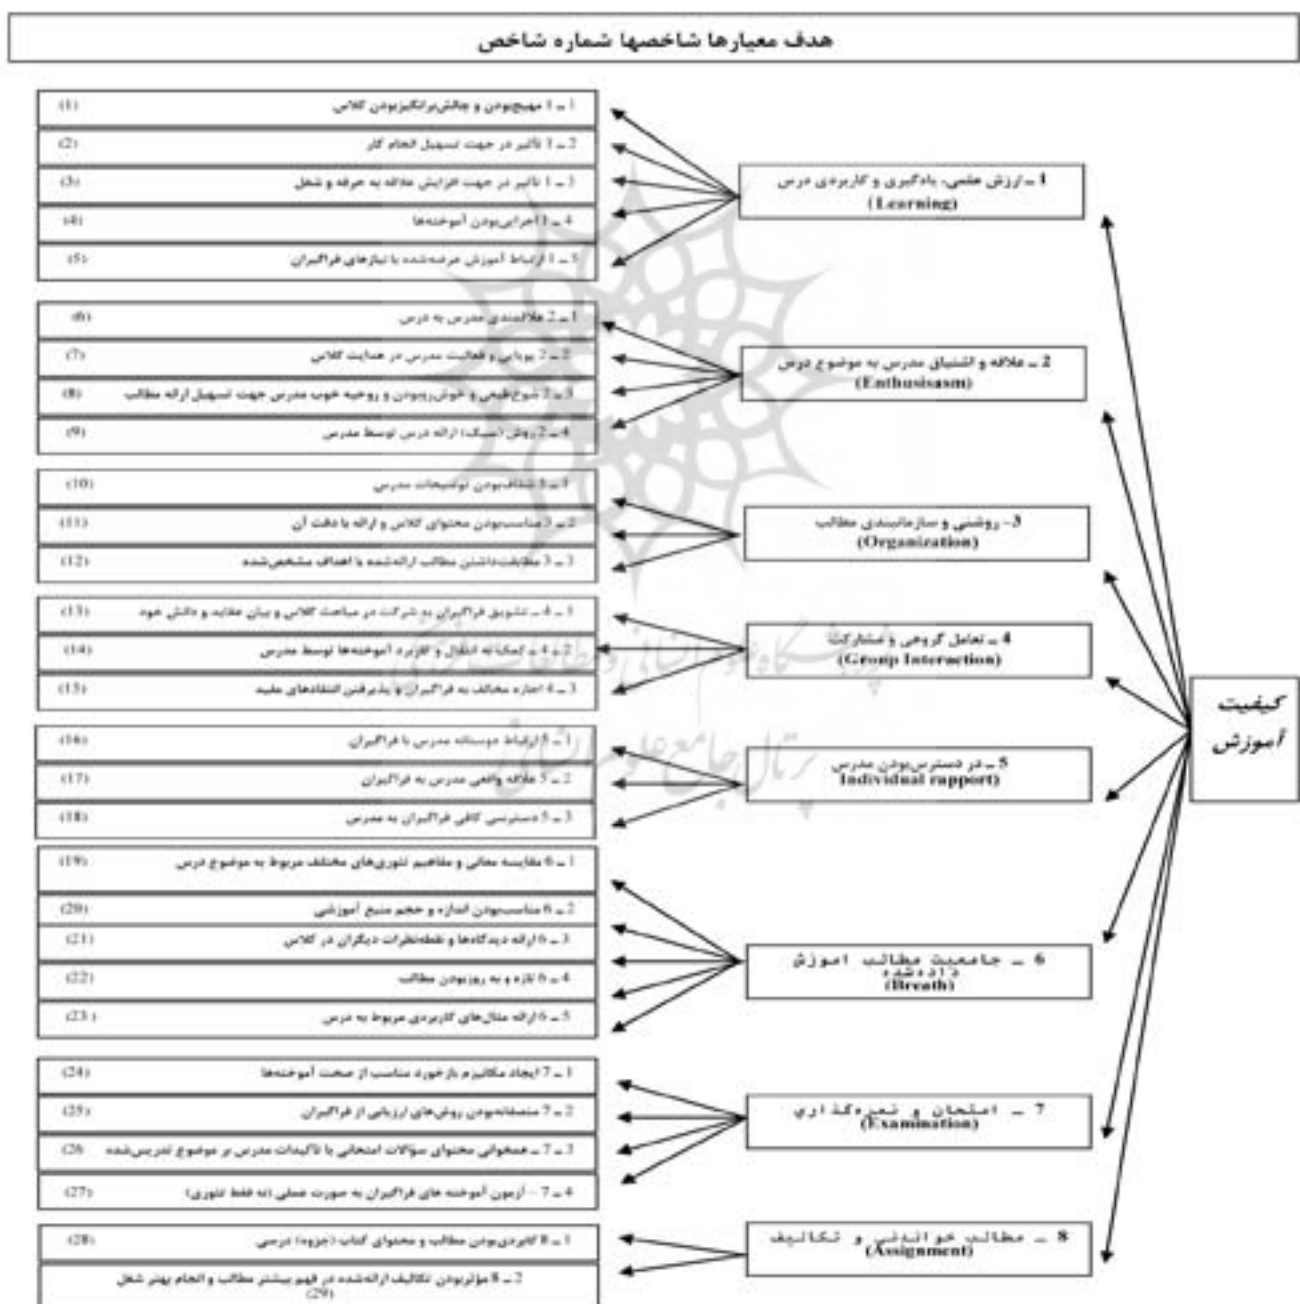 هدف معیارها شاخصها شماره شاخص
کیفیت
آموزش
1 ـ ارزش علمی، یادگیری و کاربردی درس
(Learning)
1 ـ 1 مهیج‌بودن و چالش‌برانگیزبودن کلاس (1)
2 ـ 1 تأثیر در جهت تسهیل انجام کار (2)
3 ـ 1 تأثیر در جهت افزایش علاقه به حرفه و شغل (3)
4 ـ 1 اجرایی‌بودن آموخته‌ها (4)
5 ـ 1 ارتباط آموزش عرضه‌شده با نیازهای فراگیران (5)
2 ـ علاقه و اشتیاق مدرس به موضوع درس
(Enthusisasm)
1 ـ 2 علاقمندی مدرس به درس (6)
2 ـ 2 پویایی و فعالیت مدرس در هدایت کلاس (7)
3 ـ 2 شوخ‌طبعی و خوش‌روبودن و روحیه خوب مدرس جهت تسهیل ارائه مطالب (8)
4 ـ 2 روش (سبک) ارائه درس توسط مدرس (9)
3- روشنی و سازمانبندی مطالب
(Organization)
1 ـ 3 شفاف‌بودن توضیحات مدرس (10)
2 ـ 3 مناسب‌بودن محتوای کلاس و ارائه با دقت آن (11)
3 ـ 3 مطابقت‌داشتن مطالب ارائه‌شده با اهداف مشخص‌شده (12)
4 ـ تعامل گروهی و مشارکت
(Group Interaction)
1 ـ 4 ـ تشویق فراگیران به شرکت در مباحث کلاس و بیان عقاید و دانش خود (13)
2 ـ 4 ـ کمک به انتقال و کاربرد آموخته‌ها توسط مدرس (14)
3 ـ 4 اجازه مخالف به فراگیران و پذیرفتن انتقادهای مفید (15)
5 ـ در دسترس‌بودن مدرس
Individual rapport)
1 ـ 5 ارتباط دوستانه مدرس با فراگیران (16)
2 ـ 5 علاقه واقعی مدرس به فراگیران (17)
3 ـ 5 دسترسی کافی فراگیران به مدرس (18)
6 ـ جامعیت مطالب اموزش
داده‌شده
(Breath)
1 ـ 6 مقایسه معانی و مفاهیم تئوری‌های مختلف مربوط به موضوع درس (19)
2 ـ 6 مناسب‌بودن اندازه و حجم منبع آموزشی (20)
3 ـ 6 ارائه دیدگاه‌ها و نقطه‌نظرات دیگران در کلاس (21)
4 ـ 6 تازه و به روزبودن مطالب (22)
5 ـ 6 ارائه مثال‌های کاربردی مربوط به درس (23)
7 ـ امتحان و نمره‌گذاری
(Examination)
1 ـ 7 ایجاد مکانیزم بازخورد مناسب از صحت آموخته‌ها (24)
2 ـ 7 منصفانه‌بودن روش‌های ارزیابی از فراگیران (25)
3 ـ 7 ـ همخوانی محتوای سؤالات امتحانی با تاکیدات مدرس بر موضوع تدریس‌شده (26
4 ـ 7 - آزمون آموخته های فراگیران به صورت عملی (نه فقط تئوری) (27)
8 ـ مطالب خواندنی و تکالیف
(Assignment)
1 ـ 8 کابردی‌بودن مطالب و محتوای کتاب (جزوه) درسی (28)
2 ـ 8 مؤثربودن تکالیف ارائه‌شده در فهم بیشتر مطالب و انجام بهتر شغل
(29)
پژوهشگاه علوم انسانی و مطالعات فرهنگی
پرتال جامع علوم انسانی